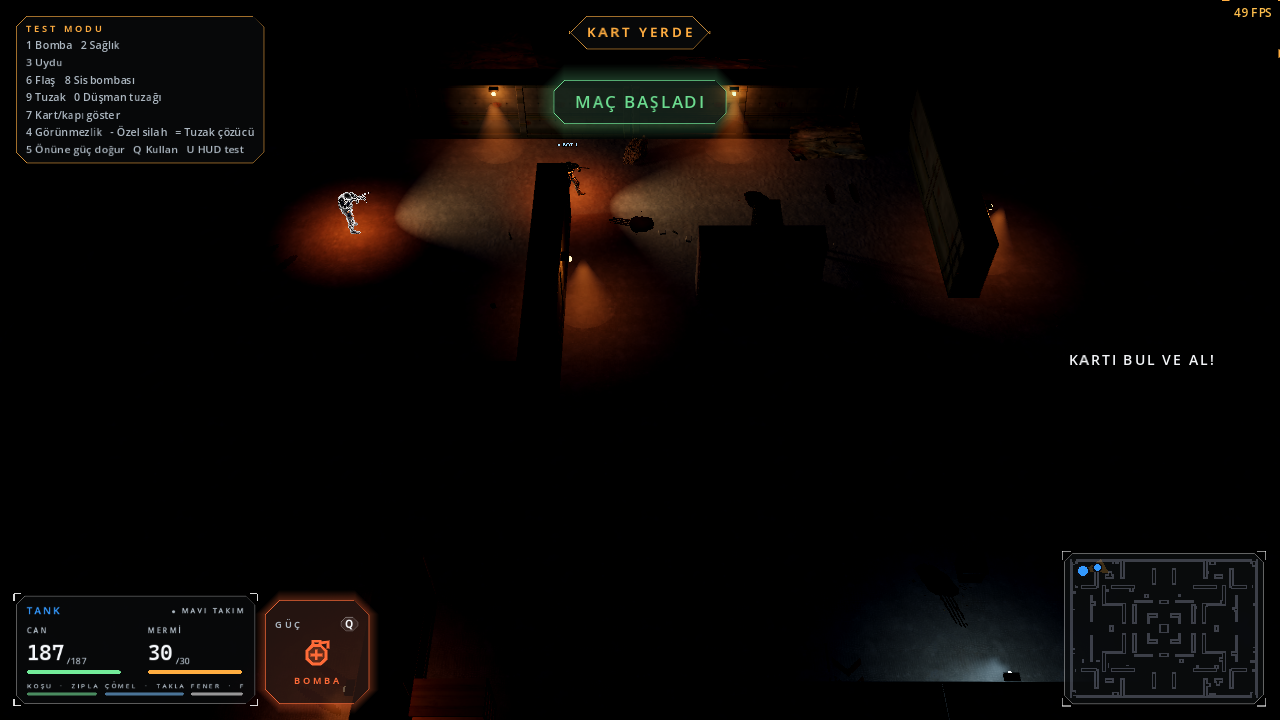 49 FPS
KART YERDE
TEST MODU
1 Bomba 2 Sağlık
3 Uydu
6 Flaş 8 Sis bombası
9 Tuzak 0 Düşman tuzağı
7 Kart/kapı göster
4 Görünmezlik - Özel silah = Tuzak çözücü
5 Önüne güç doğur Q Kullan U HUD test
MAÇ BAŞLADI
KARTI BUL VE AL!
TANK • MAVI TAKIM
CAN MERMİ
187/187 30/30
KOŞU · ZIPLA ÇÖMEL · TAKLA FENER · F
GÜÇ Q
BOMBA